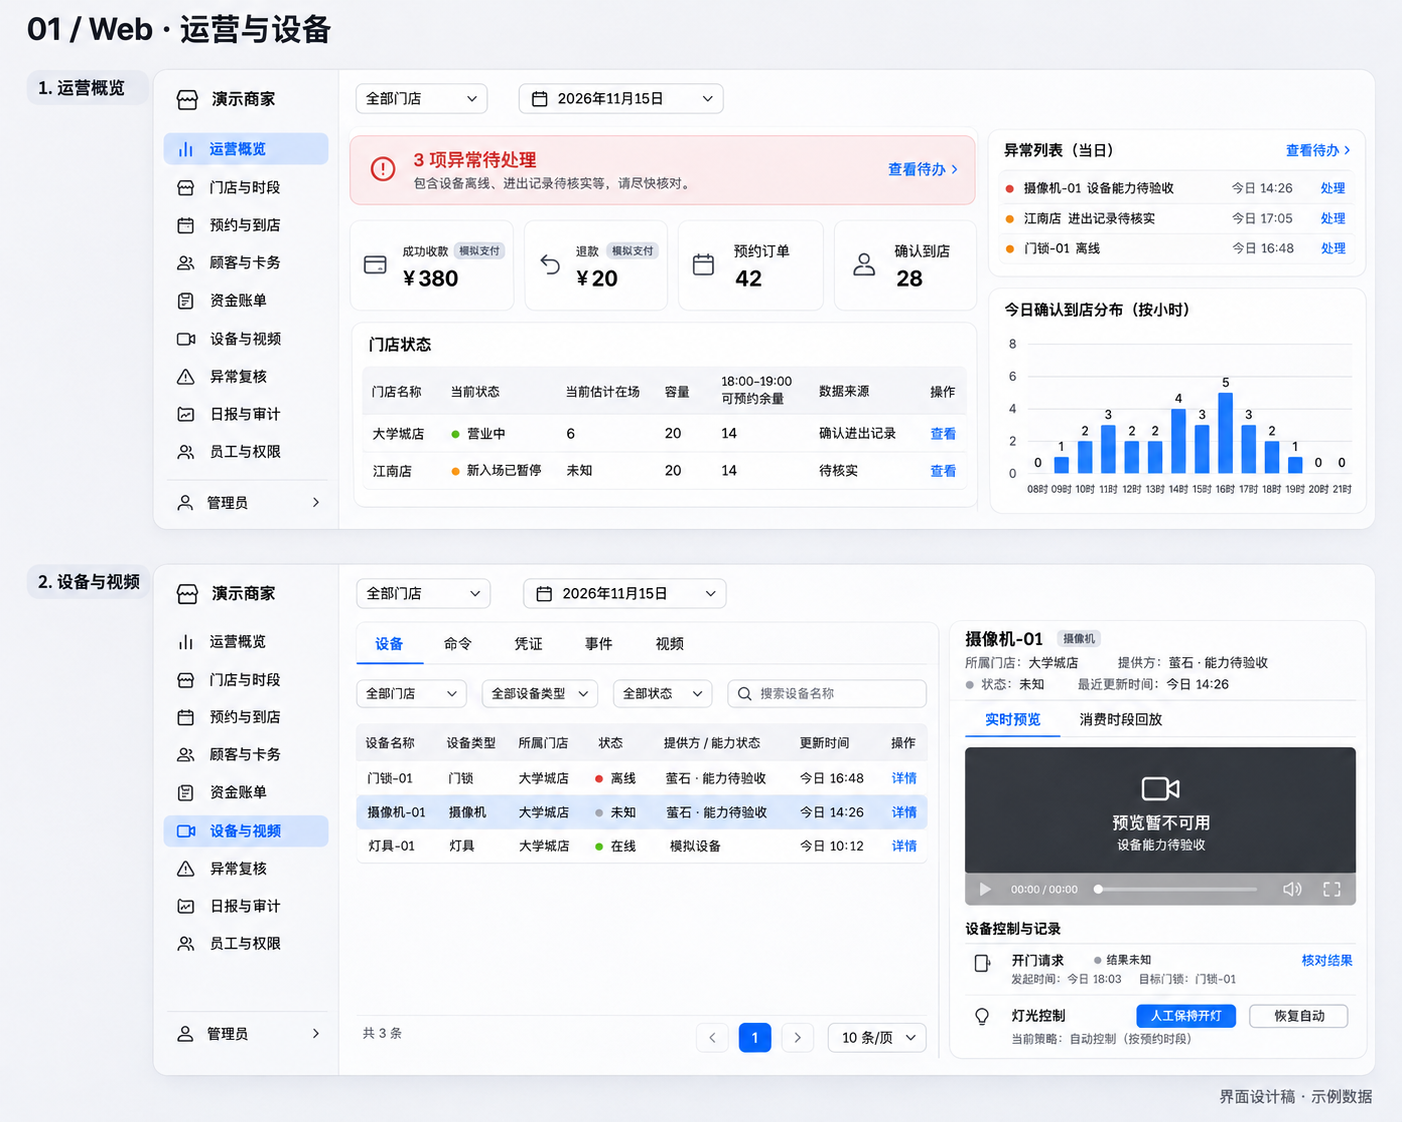 01 / Web · 运营与设备
1. 运营概览
演示商家
运营概览
门店与时段
预约与到店
顾客与卡务
资金账单
设备与视频
异常复核
日报与审计
员工与权限
管理员
全部门店
2026年11月15日
3 项异常待处理
包含设备离线、进出记录待核实等，请尽快核对。
查看待办
成功收款 模拟支付
¥380
退款 模拟支付
¥20
预约订单
42
确认到店
28
门店状态
门店名称 当前状态 当前估计在场 容量 18:00-19:00 可预约余量 数据来源 操作
大学城店 营业中 6 20 14 确认进出记录 查看
江南店 新入场已暂停 未知 20 14 待核实 查看
异常列表（当日） 查看待办
摄像机-01 设备能力待验收 今日 14:26 处理
江南店 进出记录待核实 今日 17:05 处理
门锁-01 离线 今日 16:48 处理
今日确认到店分布（按小时）
8
6
4
2
0
0 1 2 3 2 2 4 3 5 3 2 1 0 0
08时 09时 10时 11时 12时 13时 14时 15时 16时 17时 18时 19时 20时 21时
2. 设备与视频
演示商家
运营概览
门店与时段
预约与到店
顾客与卡务
资金账单
设备与视频
异常复核
日报与审计
员工与权限
管理员
全部门店
2026年11月15日
设备 命令 凭证 事件 视频
全部门店 全部设备类型 全部状态 搜索设备名称
设备名称 设备类型 所属门店 状态 提供方 / 能力状态 更新时间 操作
门锁-01 门锁 大学城店 离线 萤石 · 能力待验收 今日 16:48 详情
摄像机-01 摄像机 大学城店 未知 萤石 · 能力待验收 今日 14:26 详情
灯具-01 灯具 大学城店 在线 模拟设备 今日 10:12 详情
共 3 条
1
10 条/页
摄像机-01 摄像机
所属门店：大学城店 提供方：萤石 · 能力待验收
状态：未知 最近更新时间：今日 14:26
实时预览 消费时段回放
预览暂不可用
设备能力待验收
00:00 / 00:00
设备控制与记录
开门请求 结果未知 核对结果
发起时间：今日 18:03 目标门锁：门锁-01
灯光控制 人工保持开灯 恢复自动
当前策略：自动控制（按预约时段）
界面设计稿 · 示例数据